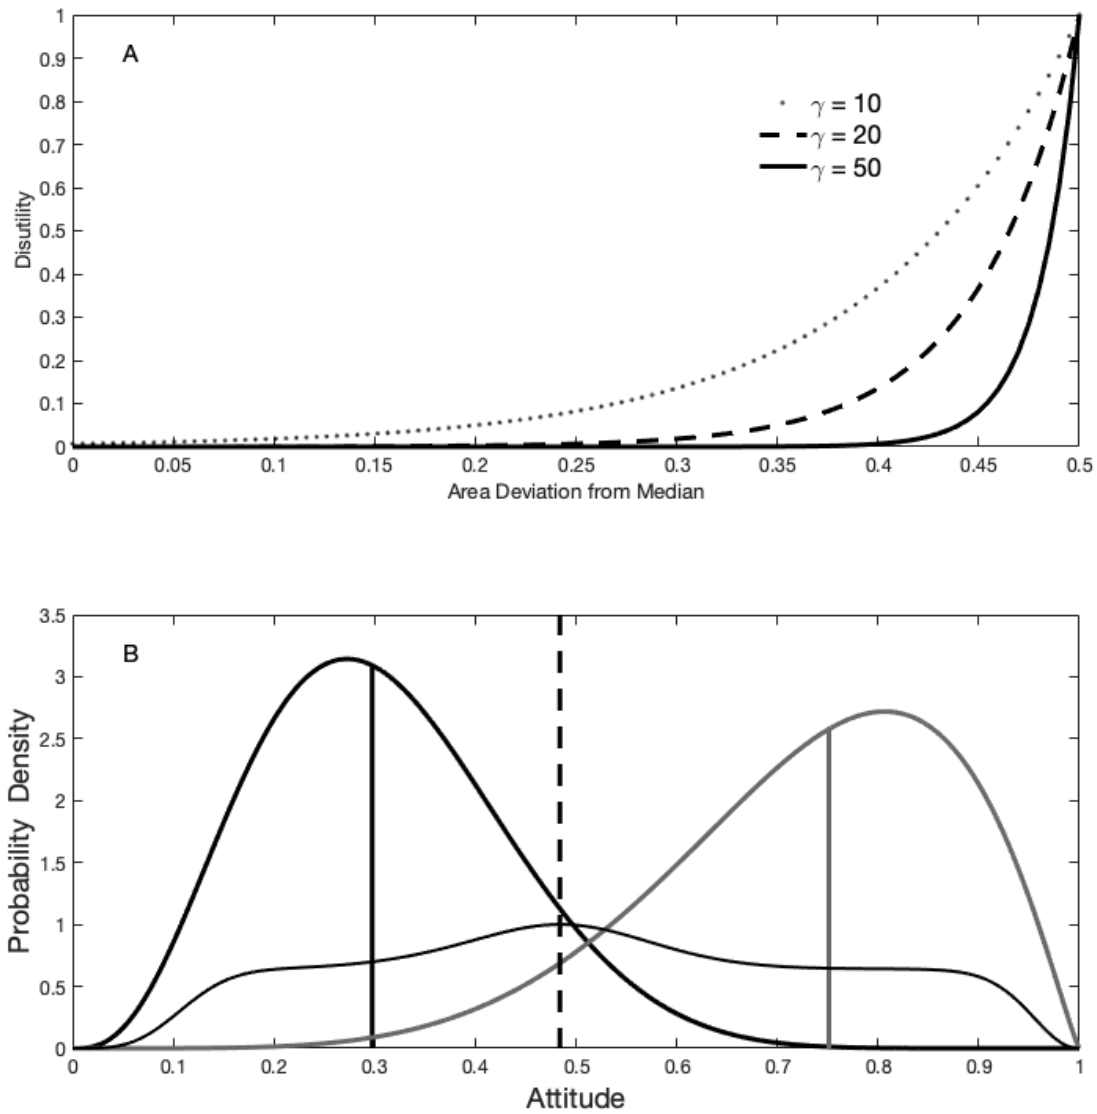 1
A
0.9
0.8
γ = 10
0.7
γ = 20
γ = 50
0.6
Disutility
0.5
0.4
0.3
0.2
0.1
0
0 0.05 0.1 0.15 0.2 0.25 0.3 0.35 0.4 0.45 0.5
Area Deviation from Median
3.5
B
3
2.5
Probability Density
2
1.5
1
0.5
0
0 0.1 0.2 0.3 0.4 0.5 0.6 0.7 0.8 0.9 1
Attitude